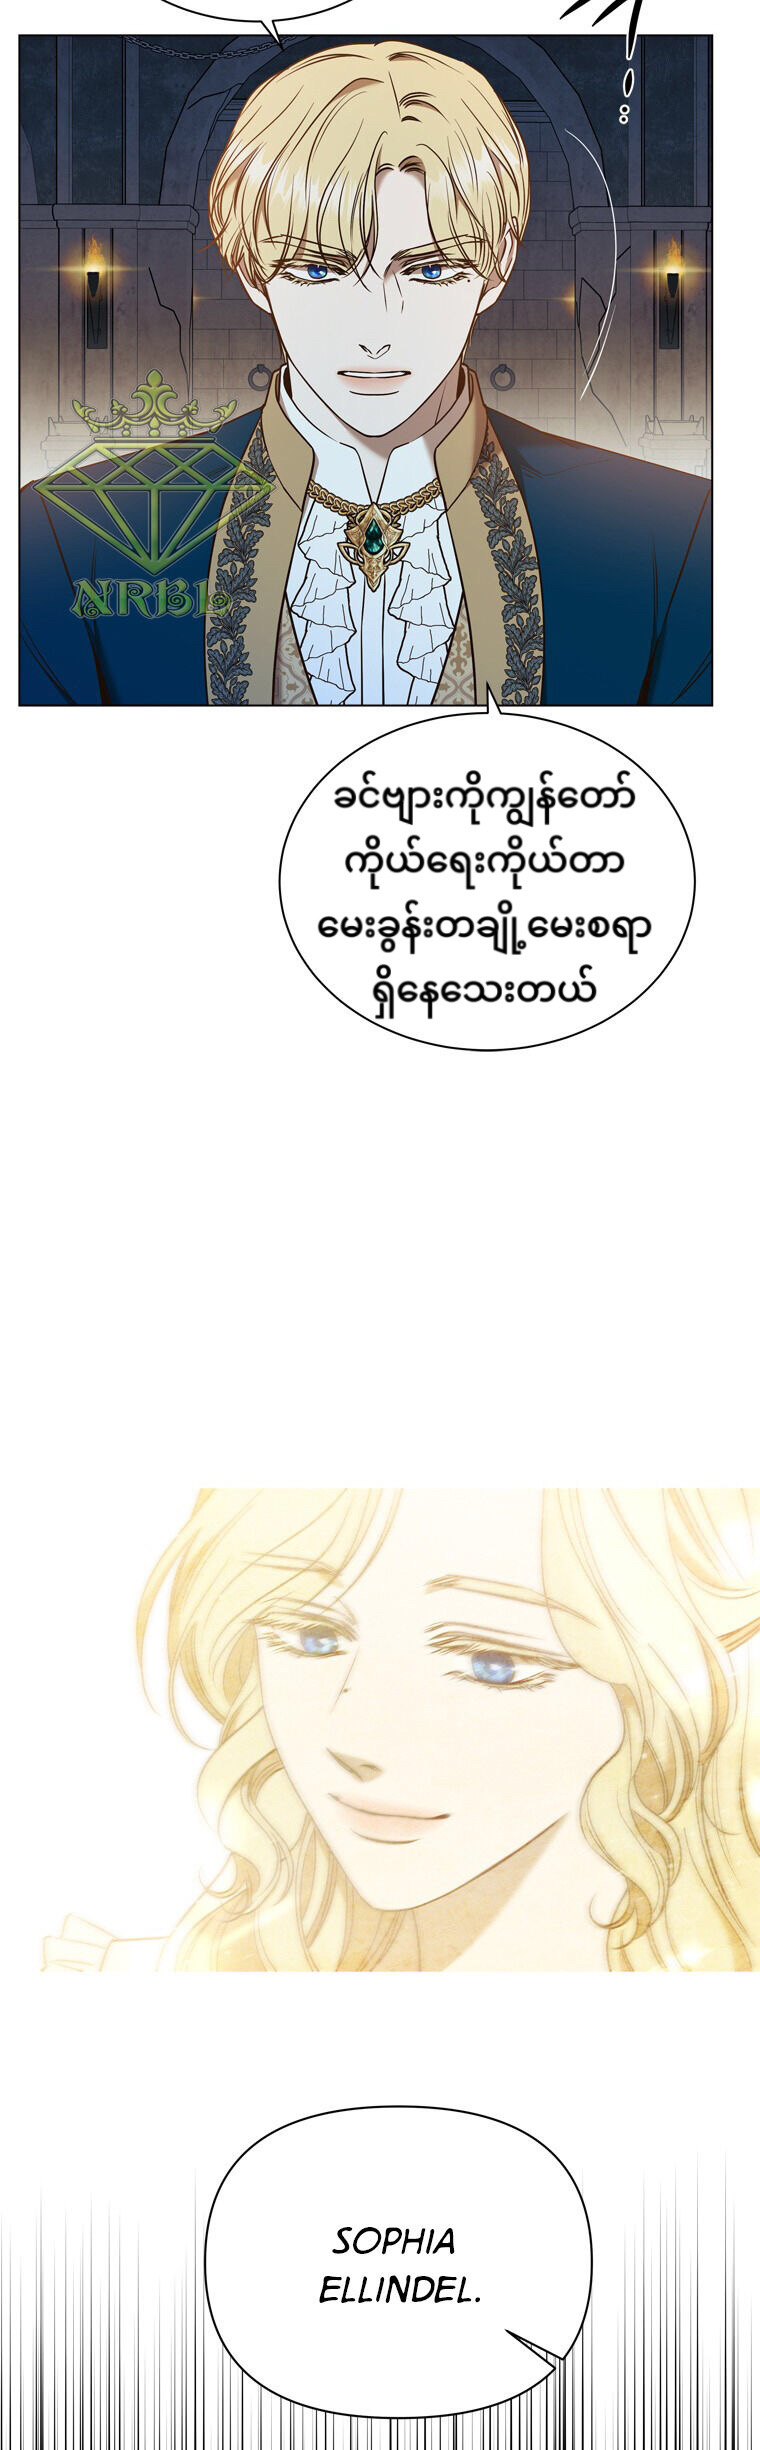 NRBL
ခင်ဗျားကိုကျွန်တော်
ကိုယ်ရေးကိုယ်တာ
မေးခွန်းတချို့မေးစရာ
ရှိနေသေးတယ်
SOPHIA
ELLINDEL.